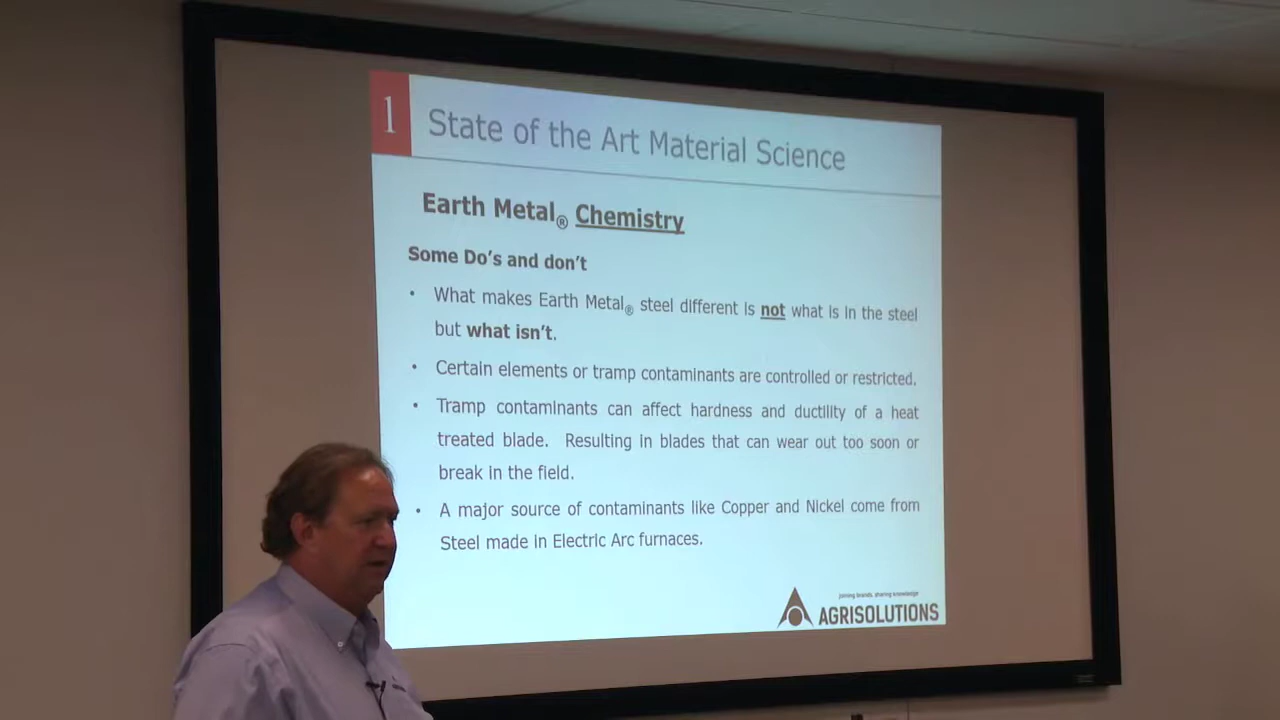 1 State of the Art Material Science
Earth Metal® Chemistry
Some Do's and don't
• What makes Earth Metal® steel different is not what is in the steel
but what isn't.
• Certain elements or tramp contaminants are controlled or restricted.
• Tramp contaminants can affect hardness and ductility of a heat
treated blade. Resulting in blades that can wear out too soon or
break in the field.
• A major source of contaminants like Copper and Nickel come from
Steel made in Electric Arc furnaces.
joining brands. sharing knowledge
AGRISOLUTIONS